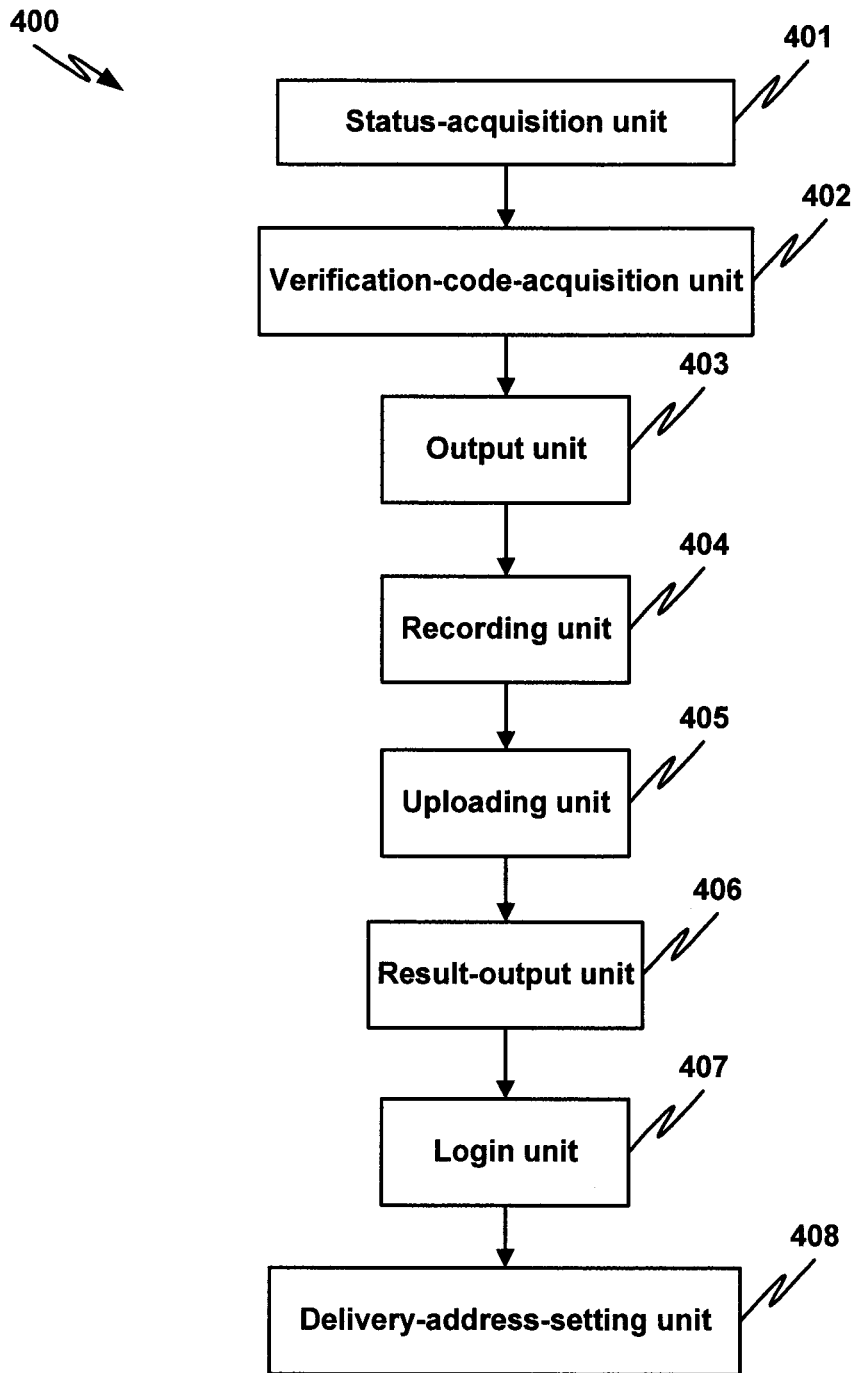 400
401
Status-acquisition unit
402
Verification-code-acquisition unit
403
Output unit
404
Recording unit
405
Uploading unit
406
Result-output unit
407
Login unit
408
Delivery-address-setting unit